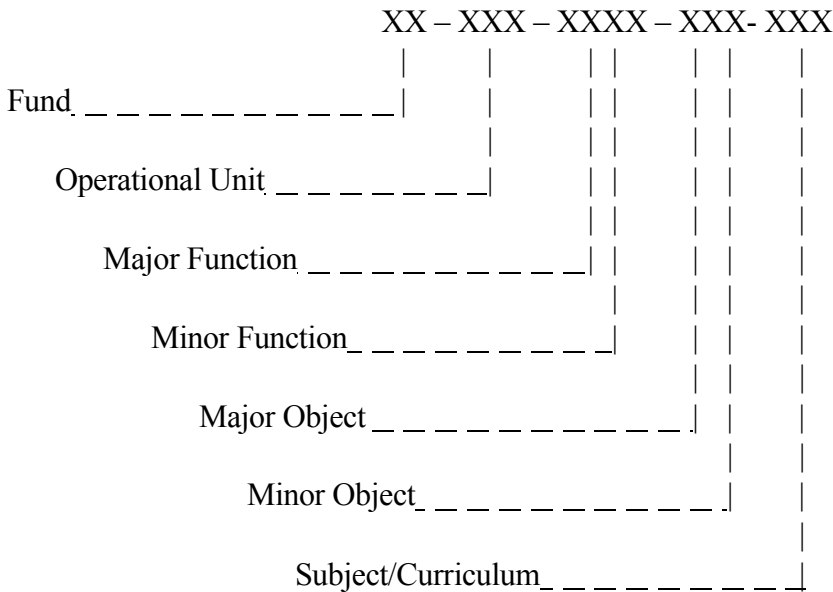 XX – XXX – XXXX – XXX- XXX
Fund
Operational Unit
Major Function
Minor Function
Major Object
Minor Object
Subject/Curriculum